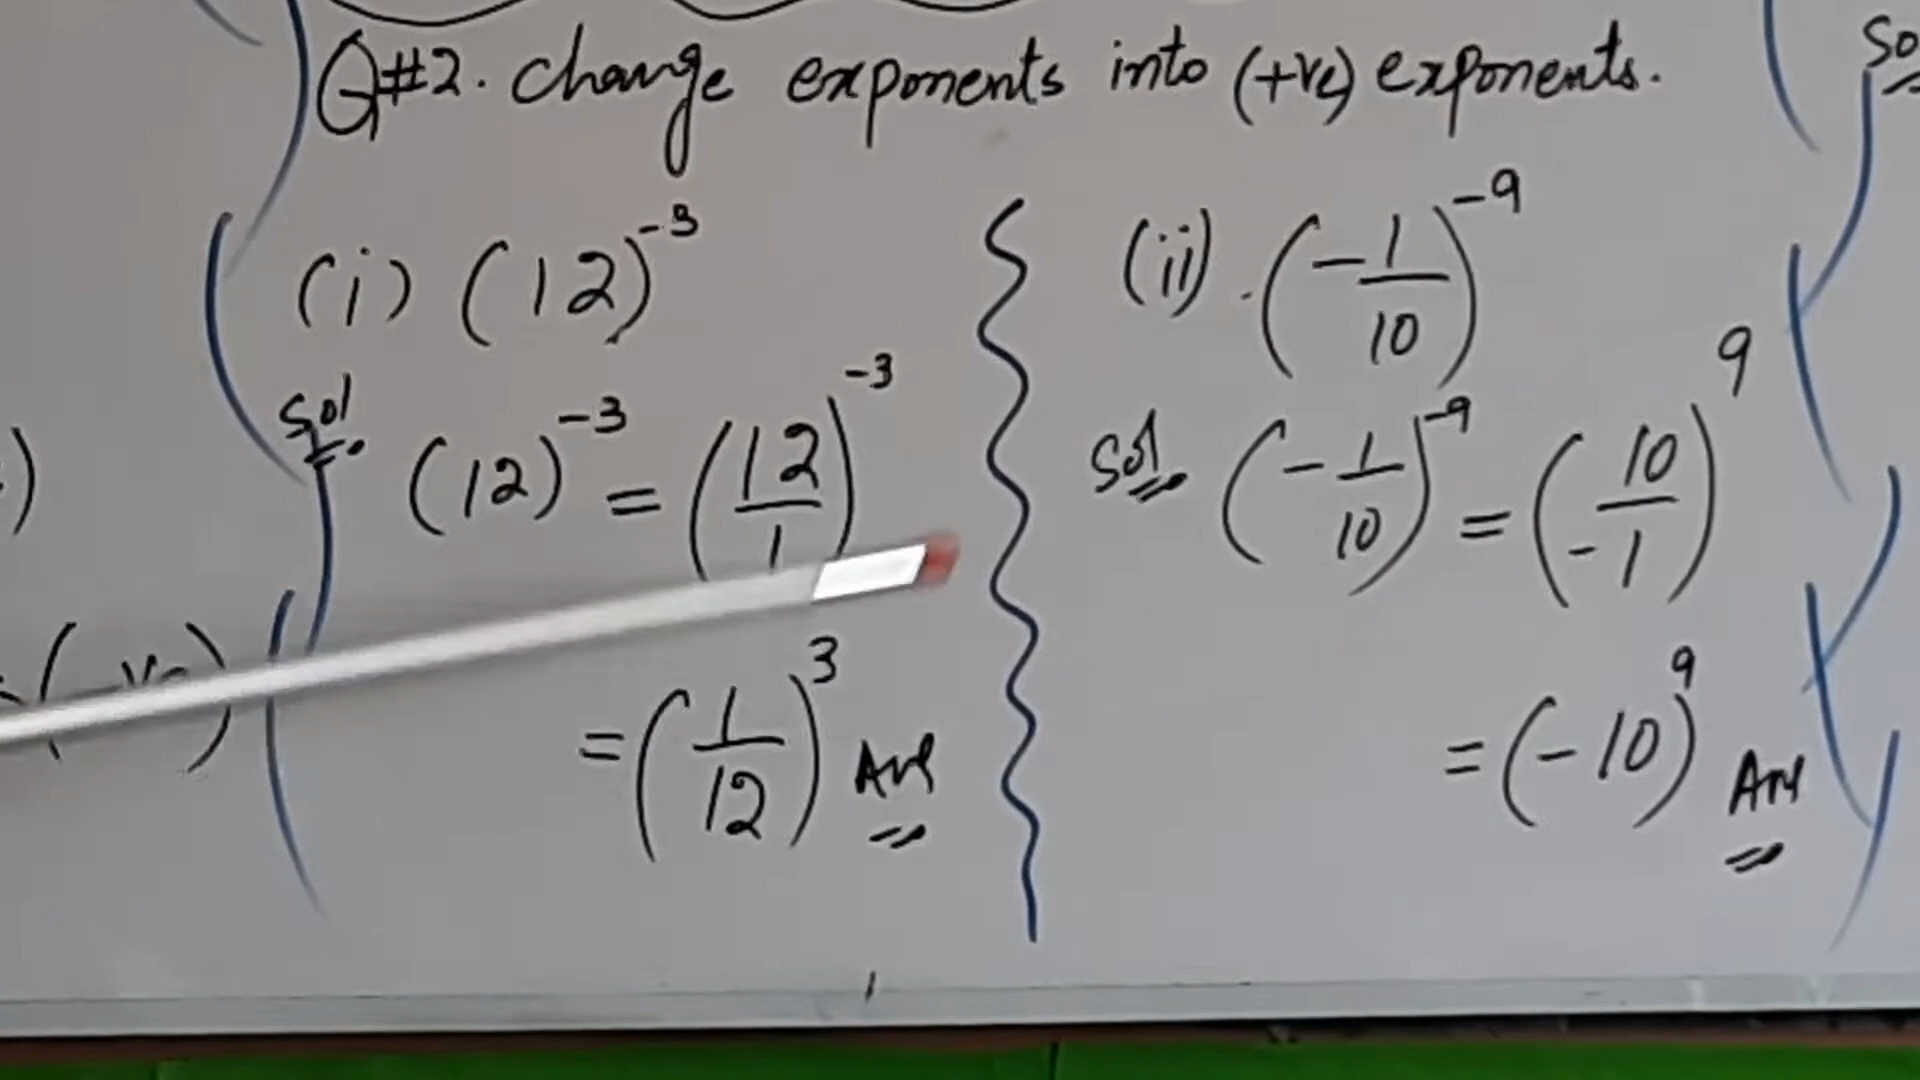 Q#2. Change exponents into (+ve) exponents.
(i) (12)^-3
Sol (12)^-3 = (12/1)^-3
= (1/12)^3 Ans
(ii). (-1/10)^-9
Sol (-1/10)^-9 = (10/-1)^9
= (-10)^9 Ans
So